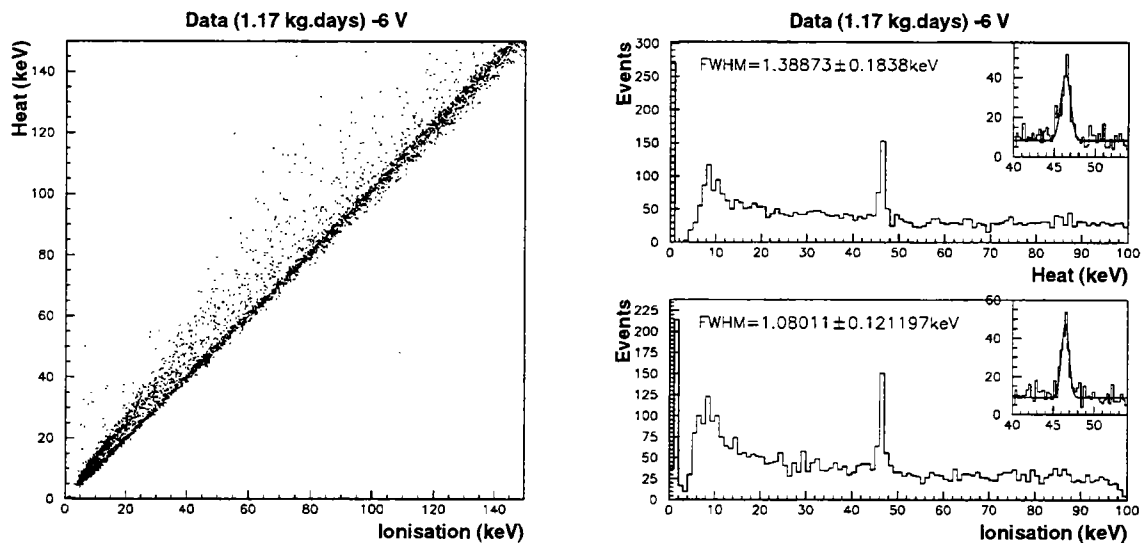 Data (1.17 kg.days) -6 V
Heat (keV)
140
120
100
80
60
40
20
0
0 20 40 60 80 100 120 140
Ionisation (keV)
Data (1.17 kg.days) -6 V
Events
300
250
200
150
100
50
0
FWHM=1.38873±0.1838keV
40
20
0
40 45 50
0 10 20 30 40 50 60 70 80 90 100
Heat (keV)
Events
225
200
175
150
125
100
75
50
25
0
FWHM=1.08011±0.121197keV
60
40
20
0
40 45 50
0 10 20 30 40 50 60 70 80 90 100
Ionisation (keV)